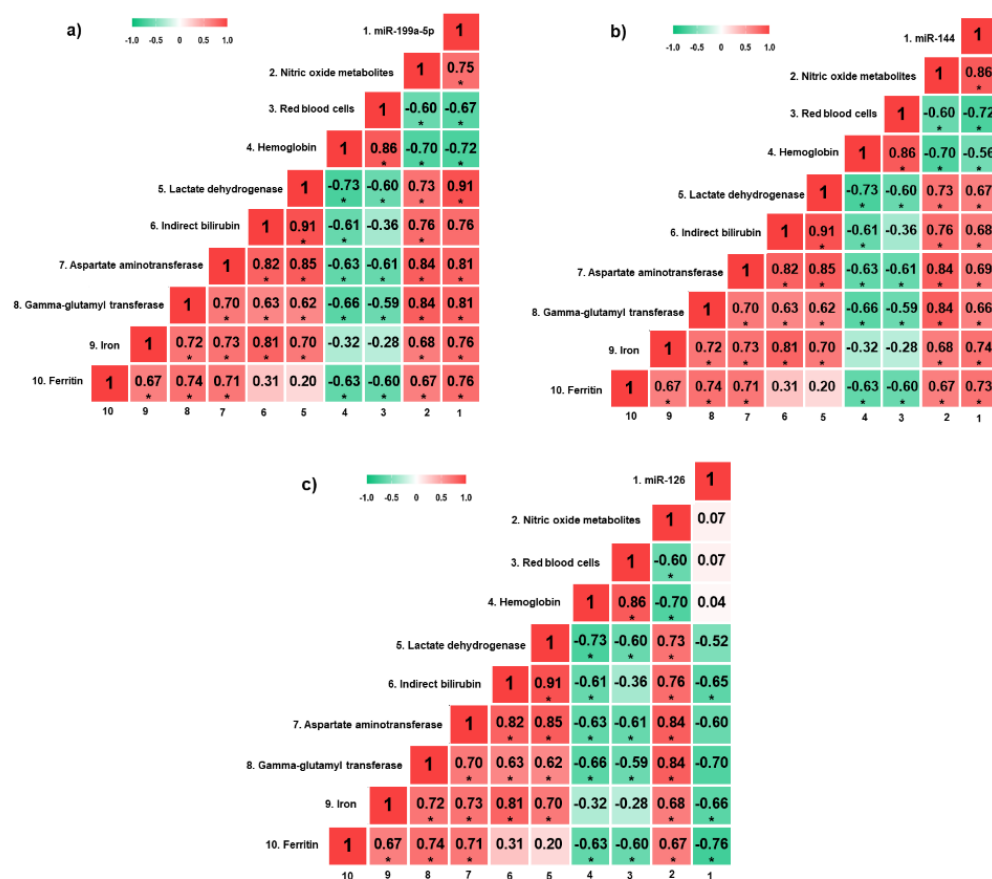 a)
-1.0 -0.5 0 0.5 1.0
1. miR-199a-5p 1
2. Nitric oxide metabolites 1 0.75
*
3. Red blood cells 1 -0.60 -0.67
* *
4. Hemoglobin 1 0.86 -0.70 -0.72
* * *
5. Lactate dehydrogenase 1 -0.73 -0.60 0.73 0.91
* * * *
6. Indirect bilirubin 1 0.91 -0.61 -0.36 0.76 0.76
* * *
7. Aspartate aminotransferase 1 0.82 0.85 -0.63 -0.61 0.84 0.81
* * * * * *
8. Gamma-glutamyl transferase 1 0.70 0.63 0.62 -0.66 -0.59 0.84 0.81
* * * * * * *
9. Iron 1 0.72 0.73 0.81 0.70 -0.32 -0.28 0.68 0.76
* * * * * *
10. Ferritin 1 0.67 0.74 0.71 0.31 0.20 -0.63 -0.60 0.67 0.76
* * * * * * *
10 9 8 7 6 5 4 3 2 1
b)
-1.0 -0.5 0 0.5 1.0
1. miR-144 1
2. Nitric oxide metabolites 1 0.86
*
3. Red blood cells 1 -0.60 -0.72
* *
4. Hemoglobin 1 0.86 -0.70 -0.56
* * *
5. Lactate dehydrogenase 1 -0.73 -0.60 0.73 0.67
* * * *
6. Indirect bilirubin 1 0.91 -0.61 -0.36 0.76 0.68
* * * *
7. Aspartate aminotransferase 1 0.82 0.85 -0.63 -0.61 0.84 0.69
* * * * * *
8. Gamma-glutamyl transferase 1 0.70 0.63 0.62 -0.66 -0.59 0.84 0.66
* * * * * * *
9. Iron 1 0.72 0.73 0.81 0.70 -0.32 -0.28 0.68 0.74
* * * * * *
10. Ferritin 1 0.67 0.74 0.71 0.31 0.20 -0.63 -0.60 0.67 0.73
* * * * * * *
10 9 8 7 6 5 4 3 2 1
c)
-1.0 -0.5 0 0.5 1.0
1. miR-126 1
2. Nitric oxide metabolites 1 0.07
3. Red blood cells 1 -0.60 0.07
*
4. Hemoglobin 1 0.86 -0.70 0.04
* *
5. Lactate dehydrogenase 1 -0.73 -0.60 0.73 -0.52
* * *
6. Indirect bilirubin 1 0.91 -0.61 -0.36 0.76 -0.65
* * * *
7. Aspartate aminotransferase 1 0.82 0.85 -0.63 -0.61 0.84 -0.60
* * * * *
8. Gamma-glutamyl transferase 1 0.70 0.63 0.62 -0.66 -0.59 0.84 -0.70
* * * * * *
9. Iron 1 0.72 0.73 0.81 0.70 -0.32 -0.28 0.68 -0.66
* * * * * *
10. Ferritin 1 0.67 0.74 0.71 0.31 0.20 -0.63 -0.60 0.67 -0.76
* * * * * * *
10 9 8 7 6 5 4 3 2 1